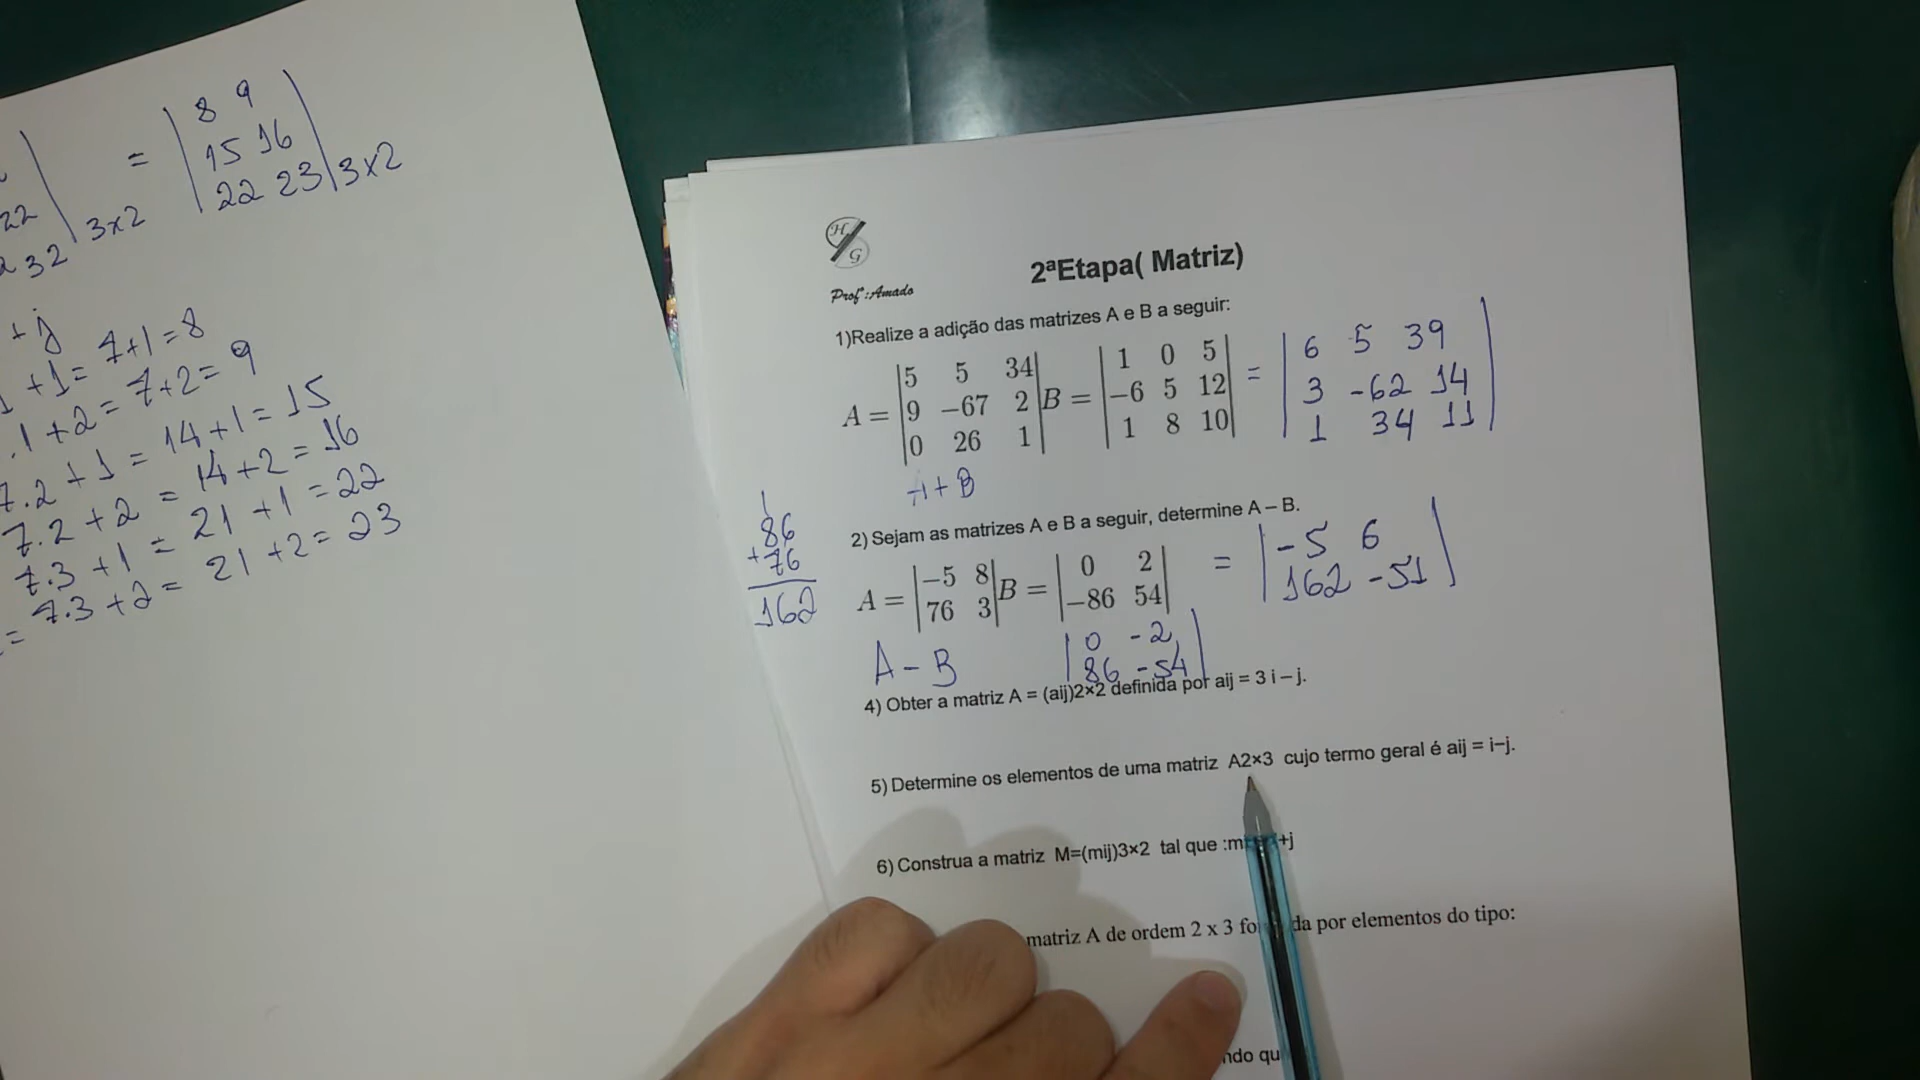 8 9
= 15 16
22 22 23 3x2
32 3x2
+ j
+1= 7+1=8
.1+2= 7+2=9
7.2+1 = 14+1=15
7.2+2 = 14+2=16
7.3+1 = 21+1=22
= 7.3+2= 21+2=23
H G
Profº:Amado
2ªEtapa( Matriz)
1)Realize a adição das matrizes A e B a seguir:
5 5 34 1 0 5 6 5 39
A = 9 -67 2 B = -6 5 12 = 3 -62 14
0 26 1 1 8 10 1 34 11
A+B
2) Sejam as matrizes A e B a seguir, determine A – B.
1
86
+76
162
-5 8 0 2 = -5 6
A = 76 3 B = -86 54 162 -51
A-B 0 -2
86 -54
4) Obter a matriz A = (aij)2×2 definida por aij = 3 i – j.
5) Determine os elementos de uma matriz A2×3 cujo termo geral é aij = i–j.
6) Construa a matriz M=(mij)3×2 tal que :m +j
matriz A de ordem 2 x 3 fo da por elementos do tipo:
ndo qu